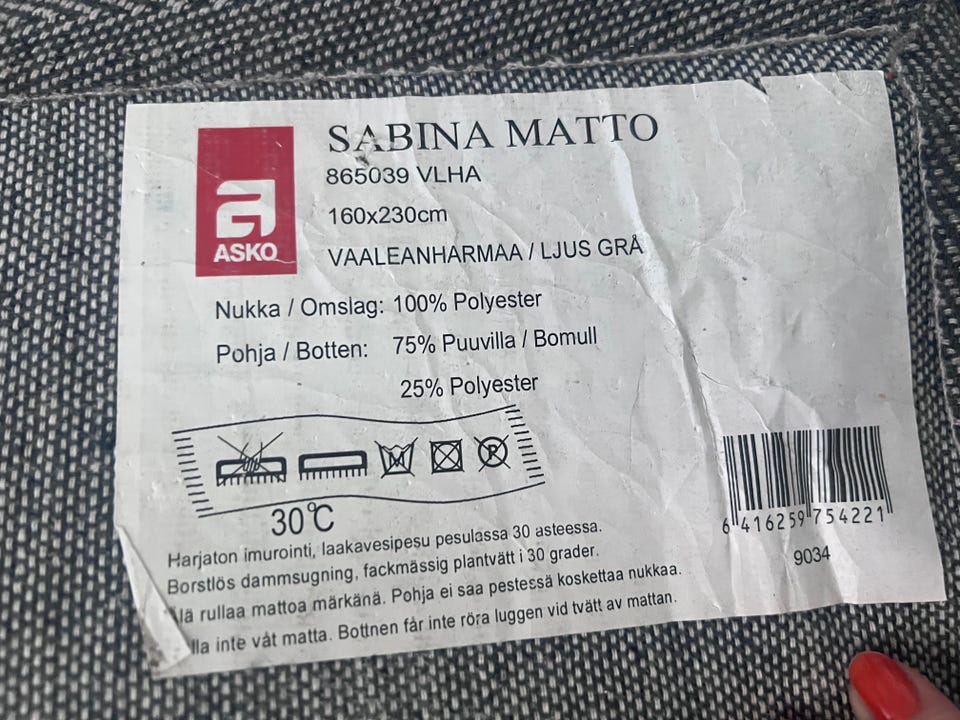 SABINA MATTO
865039 VLHA
160x230cm
VAALEANHARMAA / LJUS GRÅ
ASKO
Nukka / Omslag: 100% Polyester
Pohja / Botten: 75% Puuvilla / Bomull
25% Polyester
P
30°C
Harjaton imurointi, laakavesipesu pesulassa 30 asteessa.
Borstlös dammsugning, fackmässig plantvätt i 30 grader.
lä rullaa mattoa märkänä. Pohja ei saa pestessä koskettaa nukkaa.
lla inte våt matta. Bottnen får inte röra luggen vid tvätt av mattan.
6 416259 754221
9034